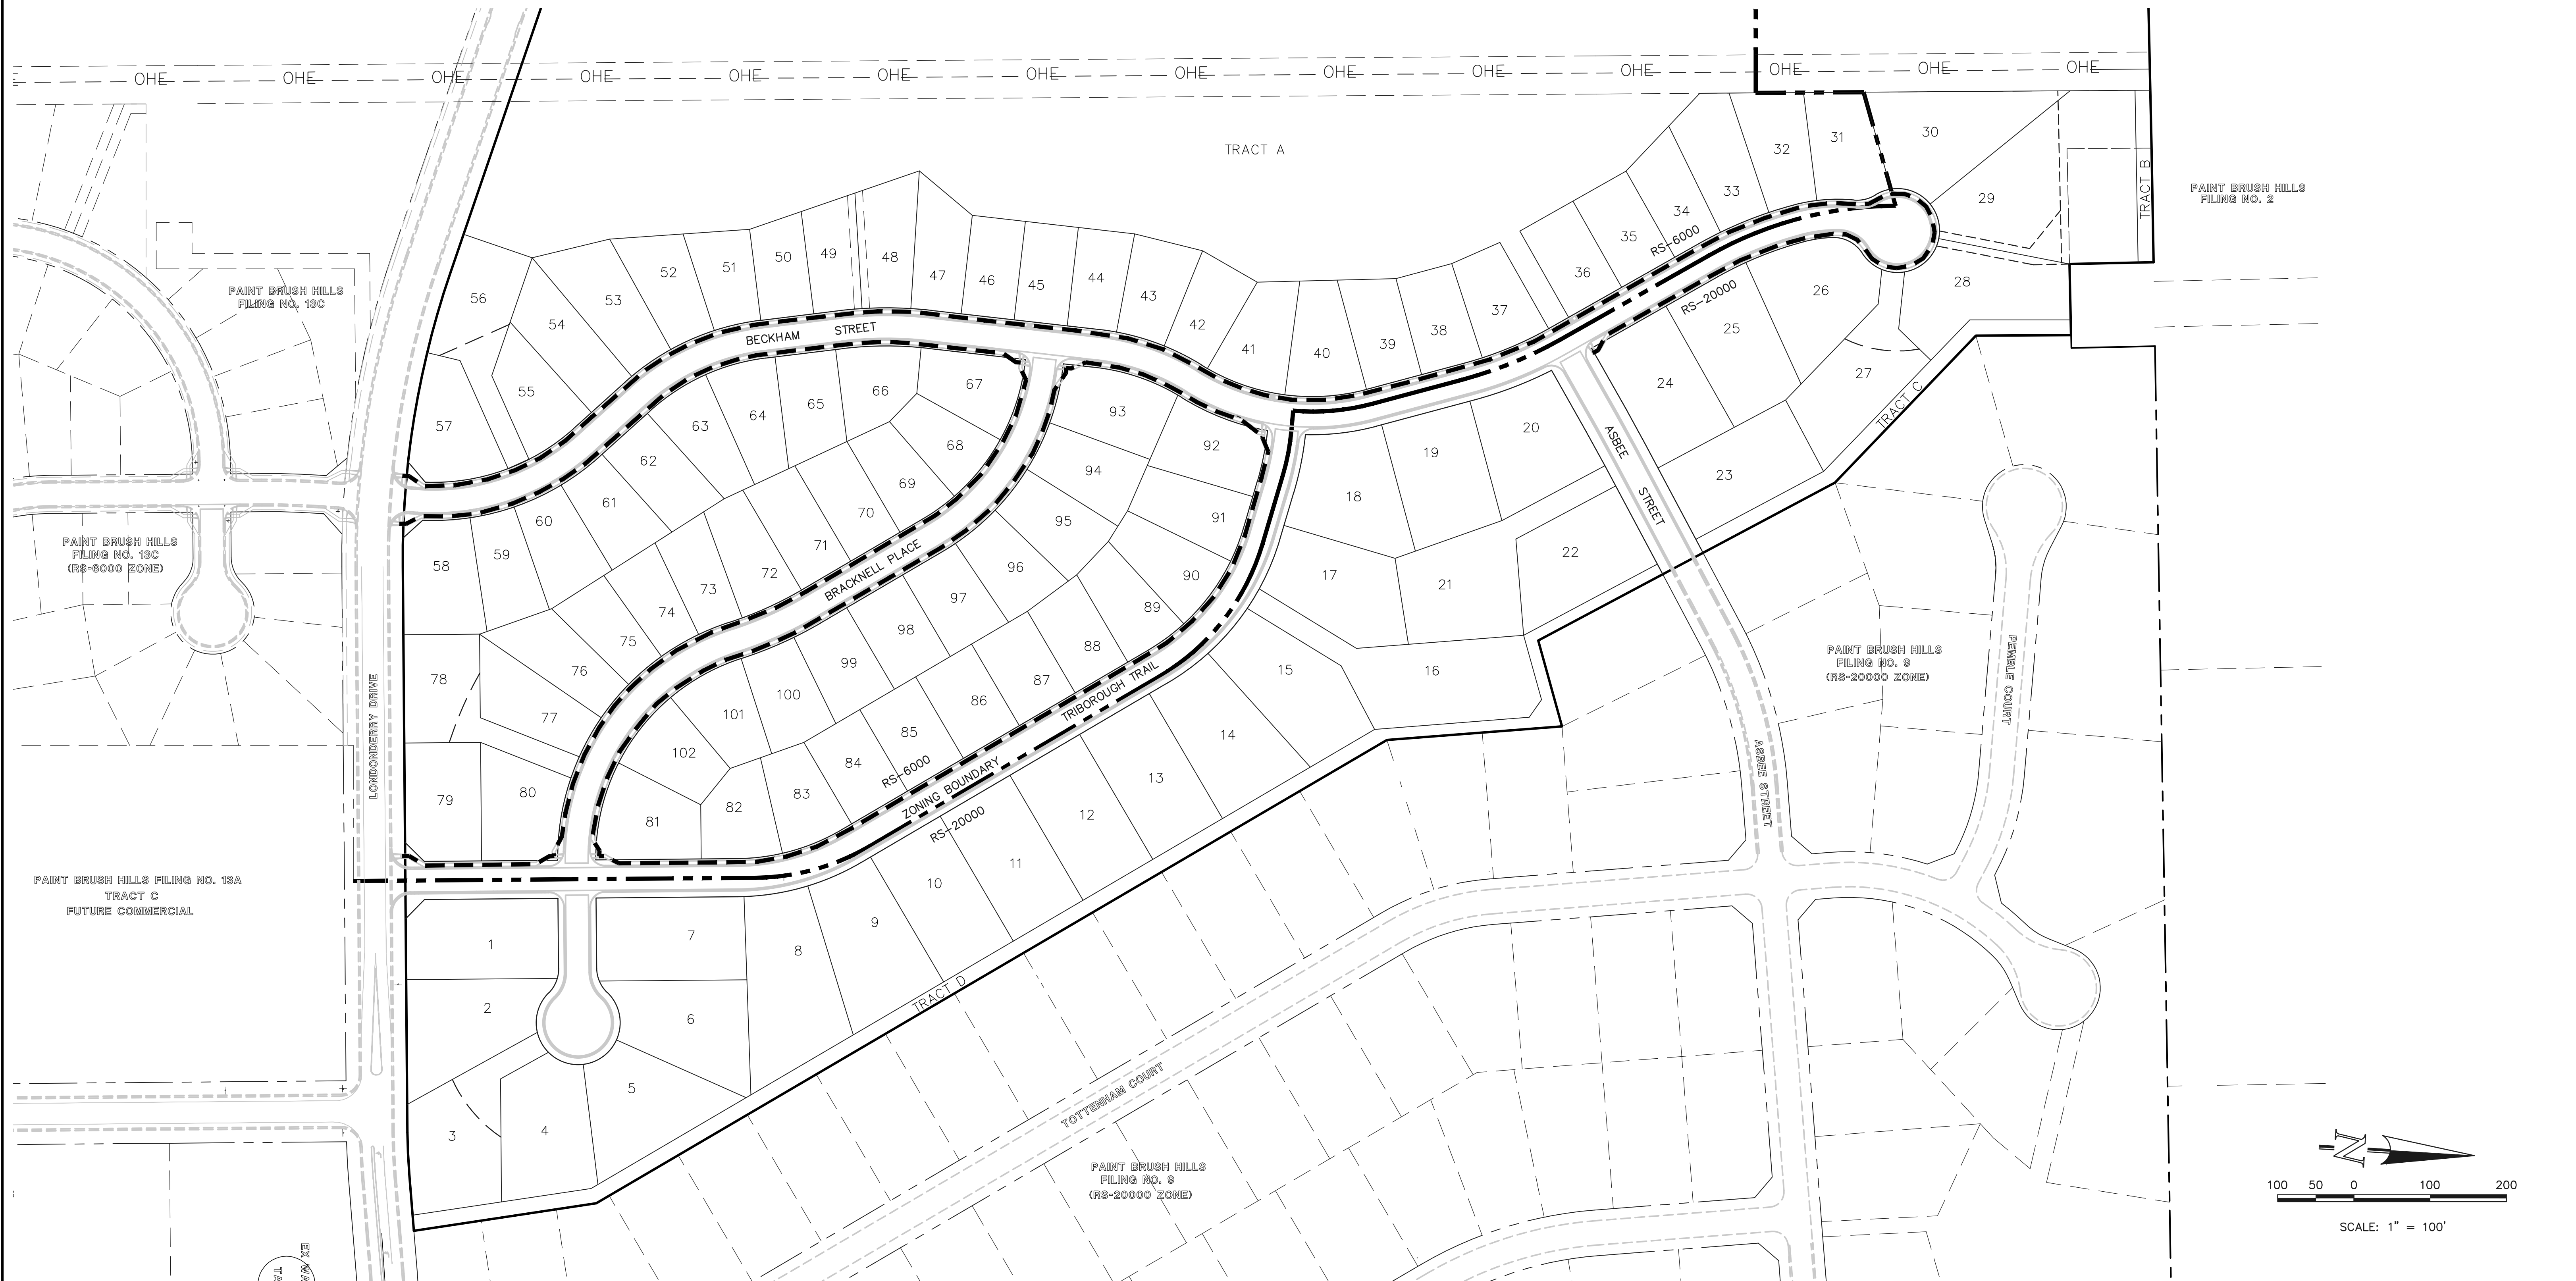 OHE OHE OHE OHE OHE OHE OHE OHE OHE OHE OHE OHE OHE OHE
TRACT A
TRACT B
PAINT BRUSH HILLS
FILING NO. 2
PAINT BRUSH HILLS
FILING NO. 13C
PAINT BRUSH HILLS
FILING NO. 13C
(RS-6000 ZONE)
LONDONDERRY DRIVE
PAINT BRUSH HILLS FILING NO. 13A
TRACT C
FUTURE COMMERCIAL
56
57
55
54
53
52
51
50
49
48
47
46
45
44
43
42
41
40
39
38
37
36
35
34
33
32
31
30
29
28
27
26
25
24
23
RS-6000
RS-20000
TRACT C
BECKHAM STREET
58
59
60
61
62
63
64
65
66
67
68
69
70
71
72
73
74
75
76
77
78
79
80
BRACKNELL PLACE
81
82
83
84
85
86
87
88
89
90
91
92
93
94
95
96
97
98
99
100
101
102
TRIBOROUGH TRAIL
RS-6000
ZONING BOUNDARY
RS-20000
ASBEE STREET
22
21
20
19
18
17
16
15
14
13
12
11
10
9
8
7
6
5
4
3
2
1
TRACT D
PAINT BRUSH HILLS
FILING NO. 9
(RS-20000 ZONE)
PEMBLE COURT
ASBEE STREET
TOTTENHAM COURT
PAINT BRUSH HILLS
FILING NO. 9
(RS-20000 ZONE)
EX WA
TA
N
100 50 0 100 200
SCALE: 1" = 100'